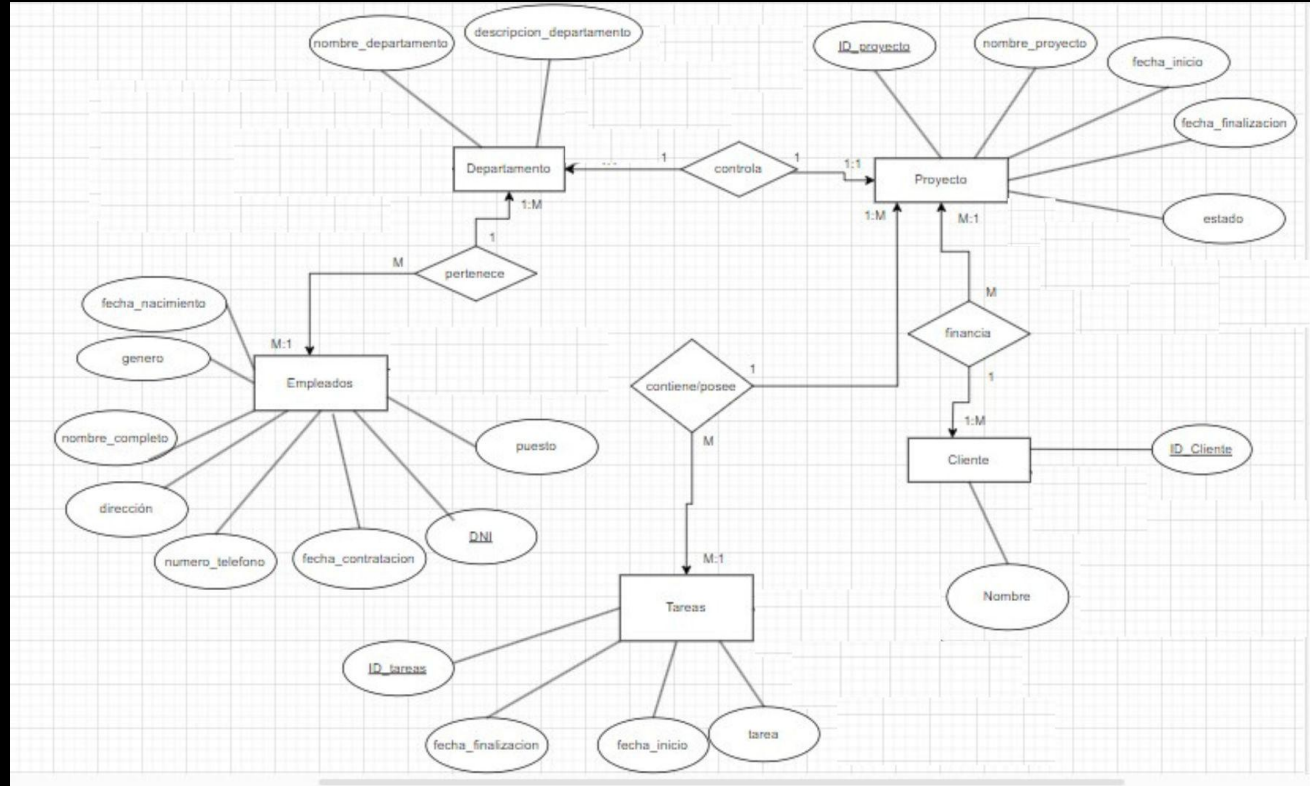 nombre_departamento
descripcion_departamento
ID_proyecto
nombre_proyecto
fecha_inicio
fecha_finalizacion
estado
Departamento
1
controla
1
1:1
Proyecto
1:M
1
M
pertenece
1:M
M:1
M
financia
1
1:M
fecha_nacimiento
genero
nombre_completo
dirección
numero_telefono
fecha_contratacion
DNI
puesto
M:1
Empleados
contiene/posee
1
M
M:1
Cliente
ID_Cliente
Nombre
Tareas
ID_tareas
fecha_finalizacion
fecha_inicio
tarea